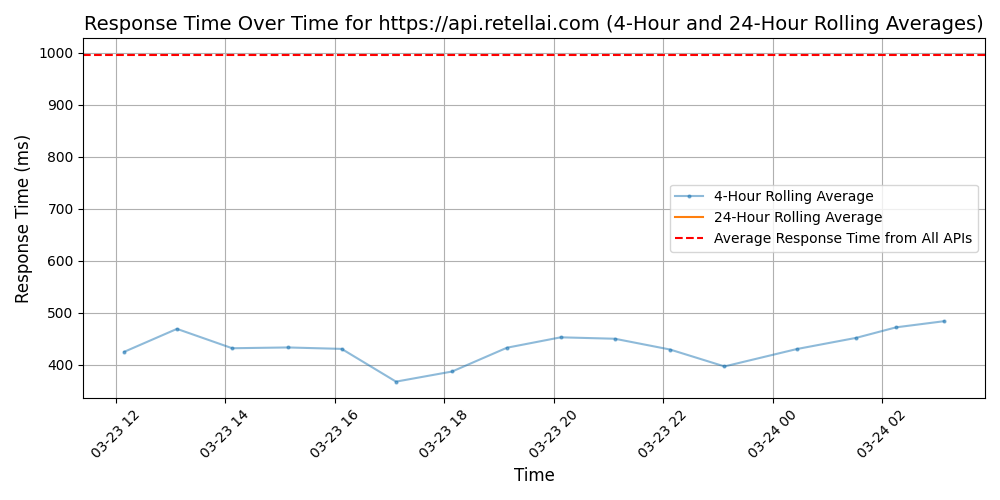 Response Time Over Time for https://api.retellai.com (4-Hour and 24-Hour Rolling Averages)
Response Time (ms)
1000
900
800
700
600
500
400
4-Hour Rolling Average
24-Hour Rolling Average
Average Response Time from All APIs
03-23 12
03-23 14
03-23 16
03-23 18
03-23 20
03-23 22
03-24 00
03-24 02
Time